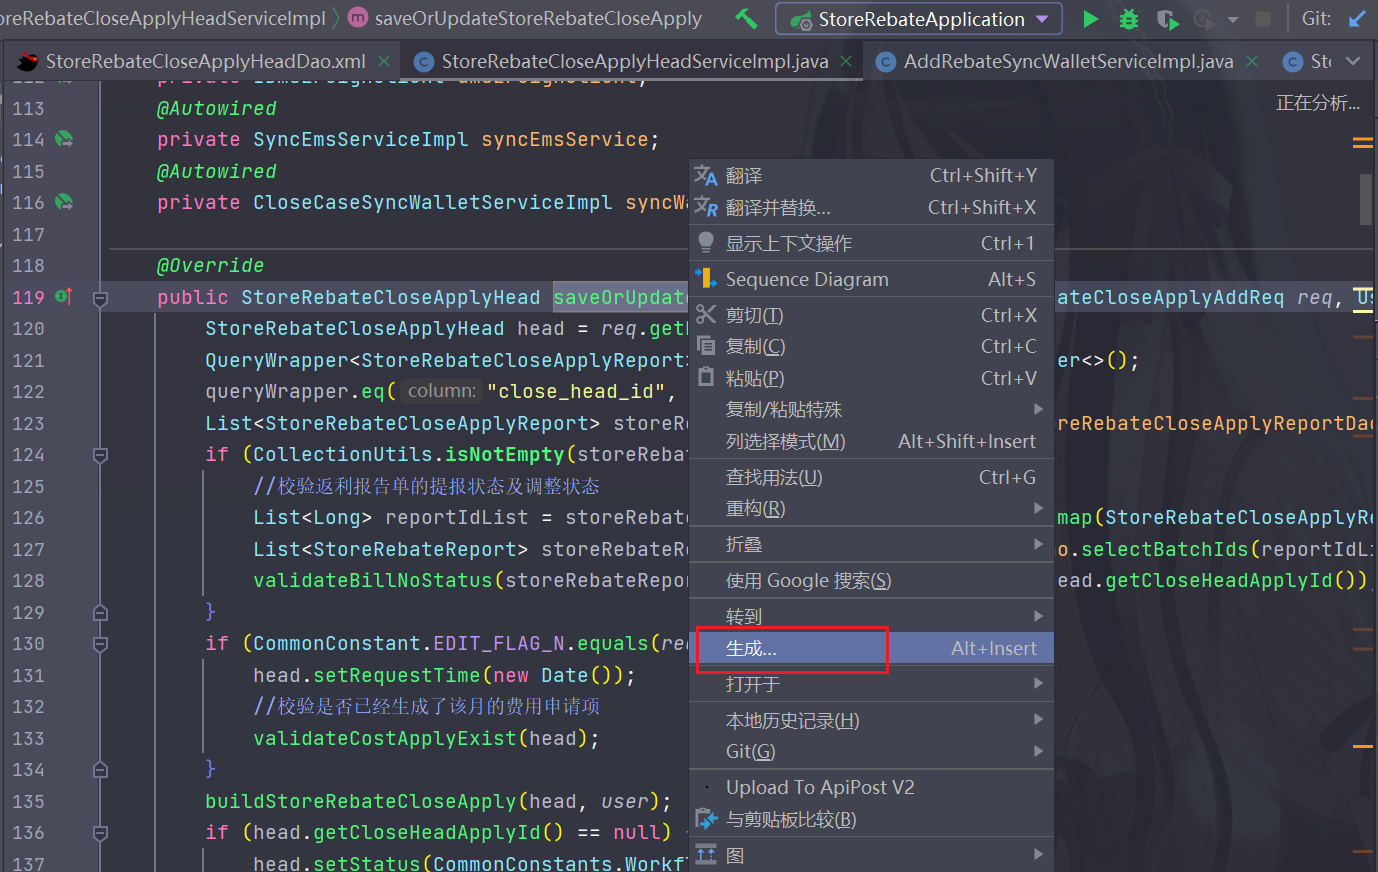 oreRebateCloseApplyHeadServiceImpl saveOrUpdateStoreRebateCloseApply StoreRebateApplication Git:
StoreRebateCloseApplyHeadDao.xml StoreRebateCloseApplyHeadServiceImpl.java AddRebateSyncWalletServiceImpl.java
正在分析...
113 @Autowired
114 private SyncEmsServiceImpl syncEmsService;
115 @Autowired
116 private CloseCaseSyncWalletServiceImpl syncWa
117
118 @Override
119 public StoreRebateCloseApplyHead saveOrUpdat ateCloseApplyAddReq req, Us
120 StoreRebateCloseApplyHead head = req.get
121 QueryWrapper<StoreRebateCloseApplyReport> er<>();
122 queryWrapper.eq( column: "close_head_id",
123 List<StoreRebateCloseApplyReport> storeRe reRebateCloseApplyReportDao
124 if (CollectionUtils.isNotEmpty(storeReba
125 //校验返利报告单的提报状态及调整状态
126 List<Long> reportIdList = storeRebate map(StoreRebateCloseApplyRe
127 List<StoreRebateReport> storeRebateRe o.selectBatchIds(reportIdLi
128 validateBillNoStatus(storeRebateRepor ead.getCloseHeadApplyId())
129 }
130 if (CommonConstant.EDIT_FLAG_N.equals(re
131 head.setRequestTime(new Date());
132 //校验是否已经生成了该月的费用申请项
133 validateCostApplyExist(head);
134 }
135 buildStoreRebateCloseApply(head, user);
136 if (head.getCloseHeadApplyId() == null)
137 head.setStatus(CommonConstants.Workf
翻译 Ctrl+Shift+Y
翻译并替换... Ctrl+Shift+X
显示上下文操作 Ctrl+1
Sequence Diagram Alt+S
剪切(T) Ctrl+X
复制(C) Ctrl+C
粘贴(P) Ctrl+V
复制/粘贴特殊
列选择模式(M) Alt+Shift+Insert
查找用法(U) Ctrl+G
重构(R)
折叠
使用 Google 搜索(S)
转到
生成... Alt+Insert
打开于
本地历史记录(H)
Git(G)
Upload To ApiPost V2
与剪贴板比较(B)
图